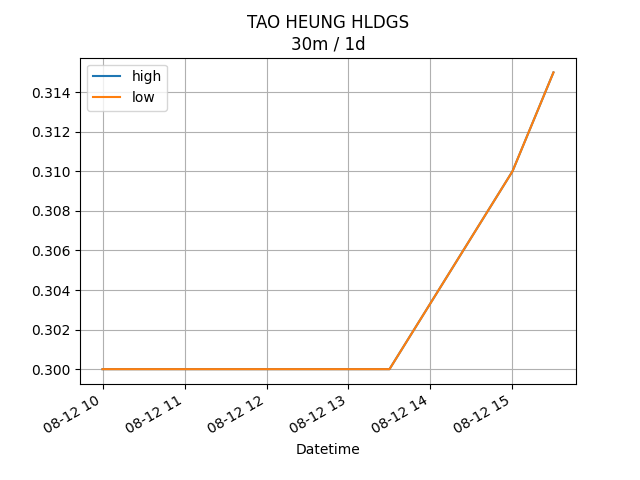 TAO HEUNG HLDGS
30m / 1d
high
low
0.314
0.312
0.310
0.308
0.306
0.304
0.302
0.300
08-12 10
08-12 11
08-12 12
08-12 13
08-12 14
08-12 15
Datetime